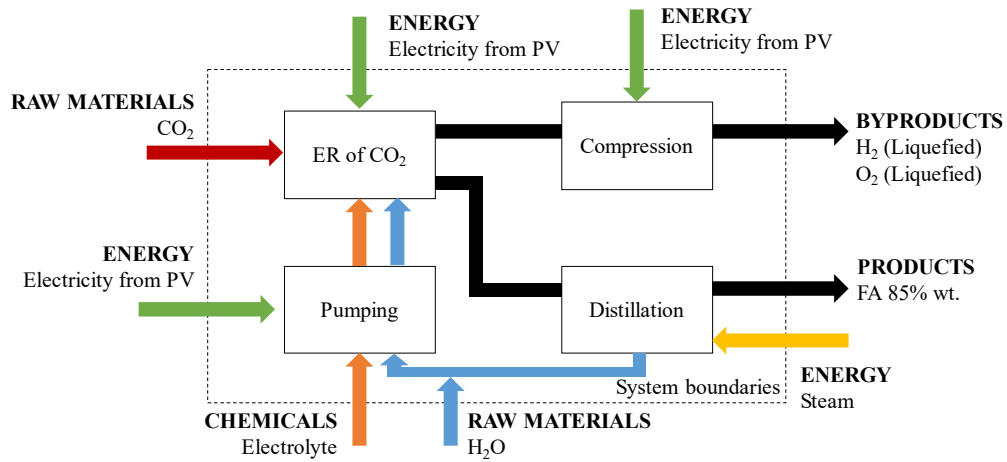 ENERGY
Electricity from PV
ENERGY
Electricity from PV
RAW MATERIALS
CO₂
ER of CO₂
Compression
BYPRODUCTS
H₂ (Liquefied)
O₂ (Liquefied)
ENERGY
Electricity from PV
Pumping
Distillation
PRODUCTS
FA 85% wt.
System boundaries
ENERGY
Steam
CHEMICALS
Electrolyte
RAW MATERIALS
H₂O